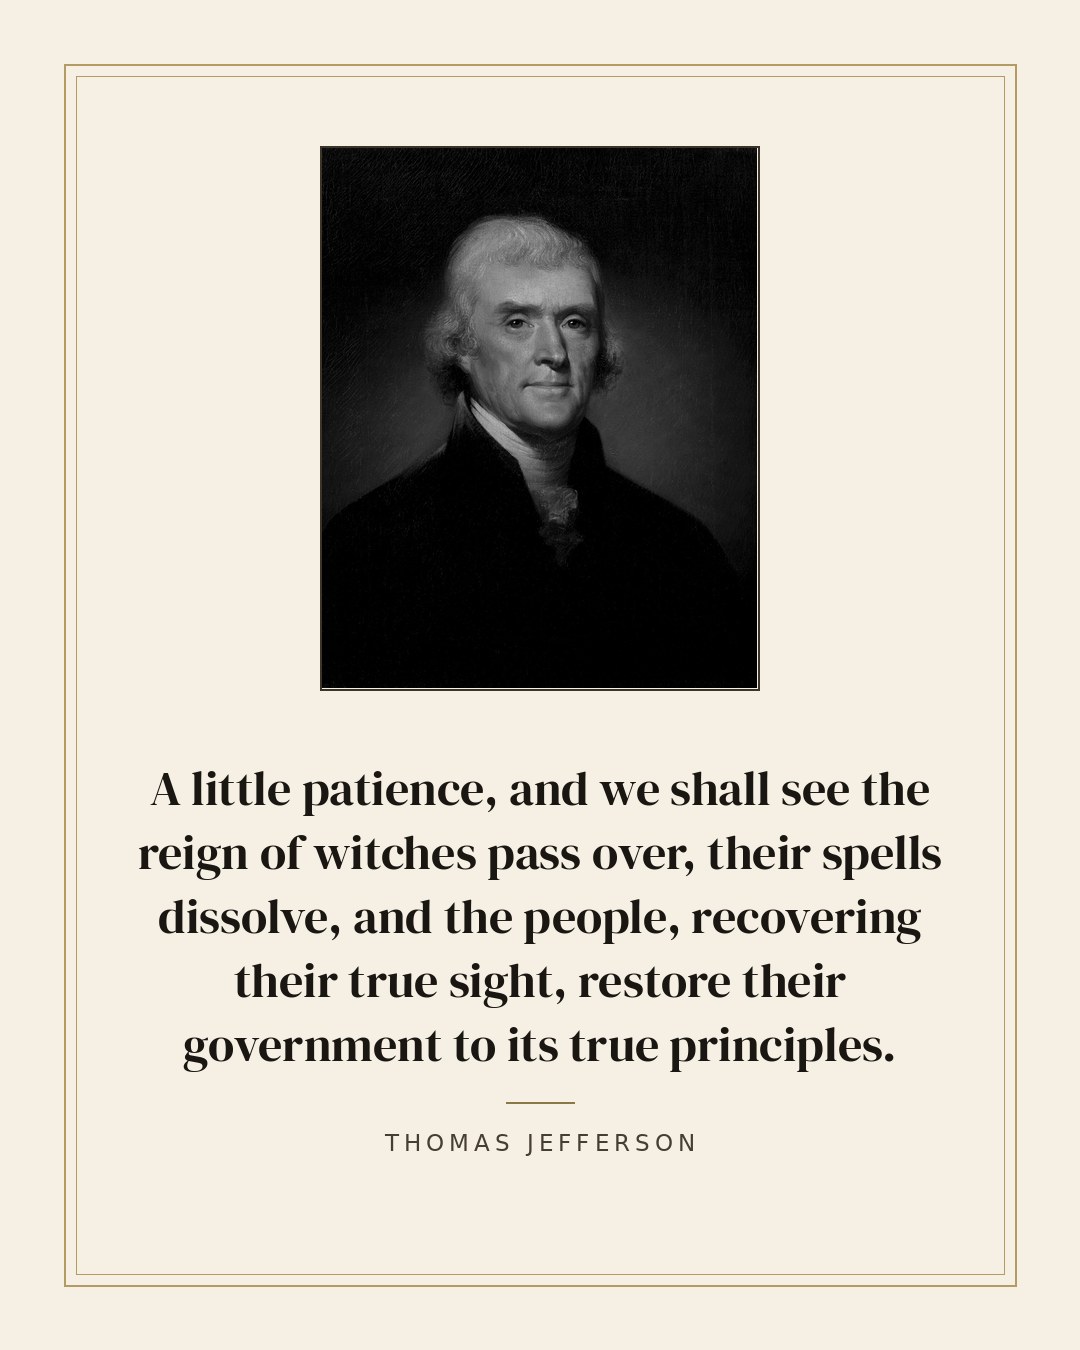 A little patience, and we shall see the
reign of witches pass over, their spells
dissolve, and the people, recovering
their true sight, restore their
government to its true principles.
THOMAS JEFFERSON